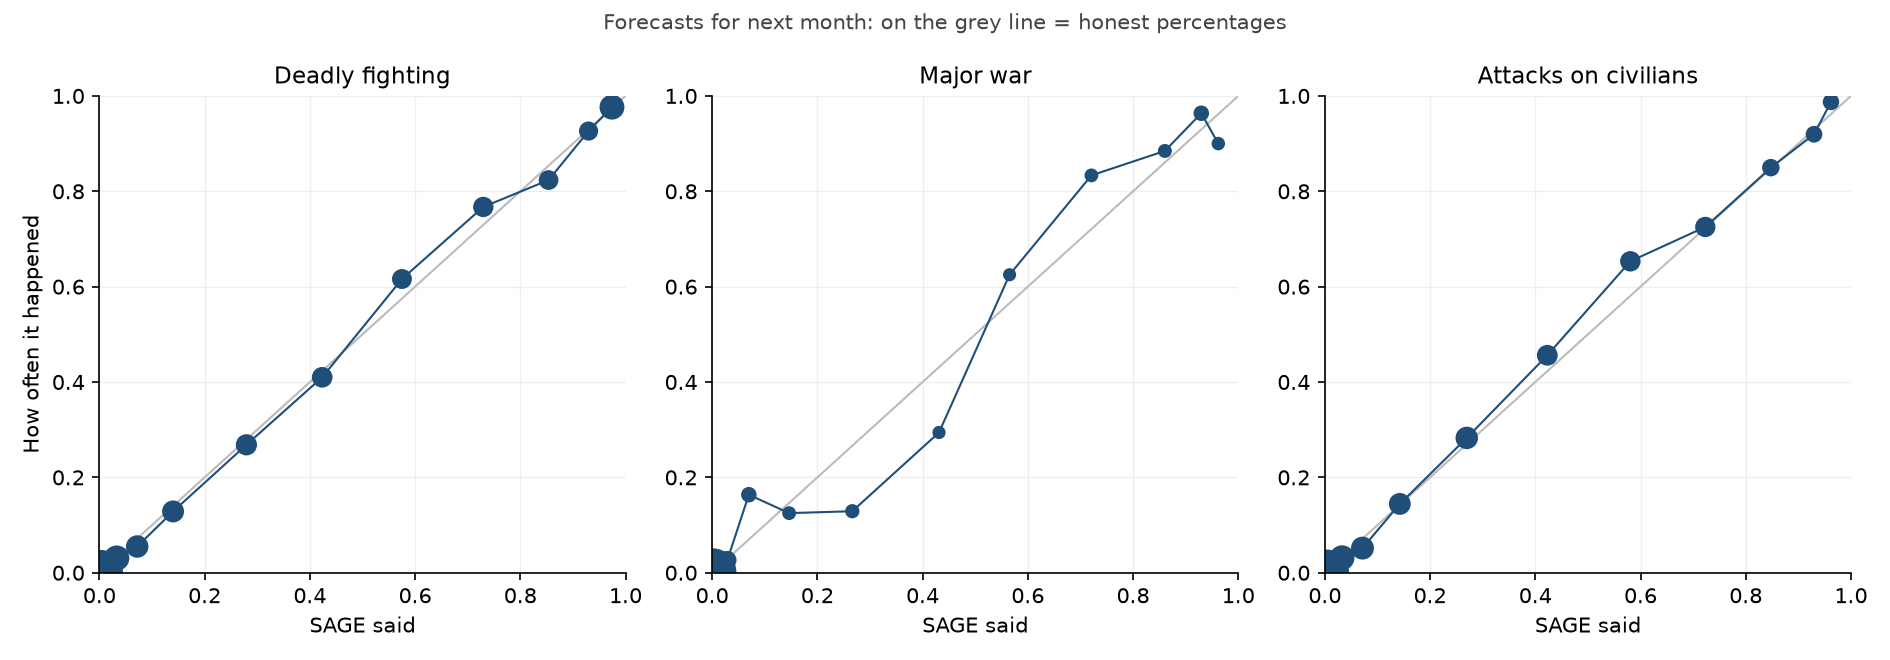 Forecasts for next month: on the grey line = honest percentages
Deadly fighting
Major war
Attacks on civilians
How often it happened
1.0
0.8
0.6
0.4
0.2
0.0
0.0 0.2 0.4 0.6 0.8 1.0
SAGE said
1.0
0.8
0.6
0.4
0.2
0.0
0.0 0.2 0.4 0.6 0.8 1.0
SAGE said
1.0
0.8
0.6
0.4
0.2
0.0
0.0 0.2 0.4 0.6 0.8 1.0
SAGE said